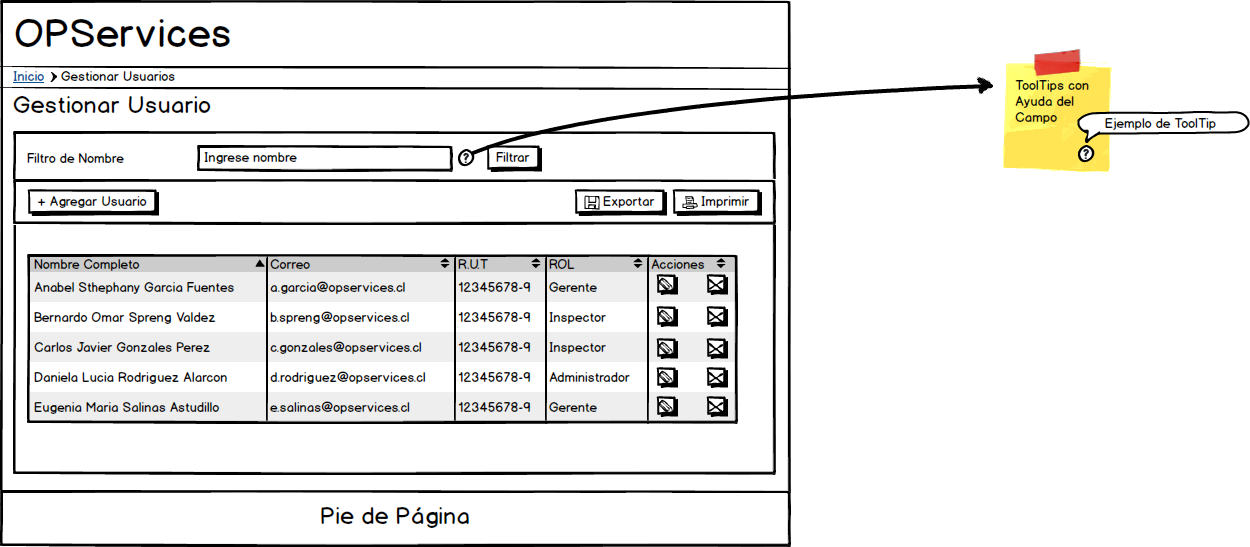 OPServices
Inicio Gestionar Usuarios
Gestionar Usuario
Filtro de Nombre Ingrese nombre ? Filtrar
+ Agregar Usuario Exportar Imprimir
Nombre Completo Correo R.U.T ROL Acciones
Anabel Sthephany Garcia Fuentes a.garcia@opservices.cl 12345678-9 Gerente
Bernardo Omar Spreng Valdez b.spreng@opservices.cl 12345678-9 Inspector
Carlos Javier Gonzales Perez c.gonzales@opservices.cl 12345678-9 Inspector
Daniela Lucia Rodriguez Alarcon d.rodriguez@opservices.cl 12345678-9 Administrador
Eugenia Maria Salinas Astudillo e.salinas@opservices.cl 12345678-9 Gerente
Pie de Página
ToolTips con
Ayuda del
Campo
Ejemplo de ToolTip
?